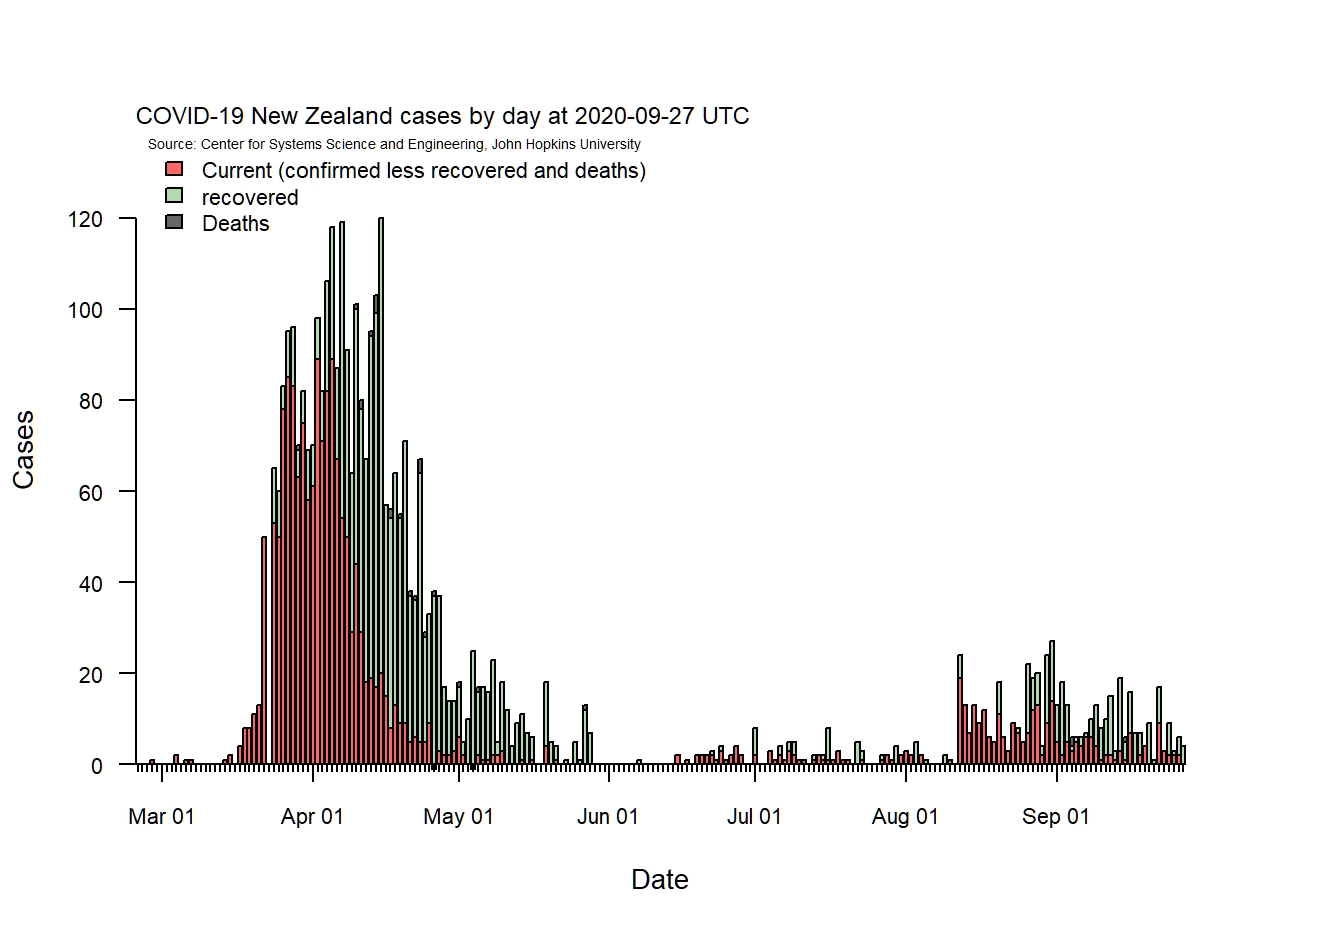 COVID-19 New Zealand cases by day at 2020-09-27 UTC
Source: Center for Systems Science and Engineering, John Hopkins University
Current (confirmed less recovered and deaths)
recovered
Deaths
120
100
80
60
40
20
0
Cases
Mar 01 Apr 01 May 01 Jun 01 Jul 01 Aug 01 Sep 01
Date